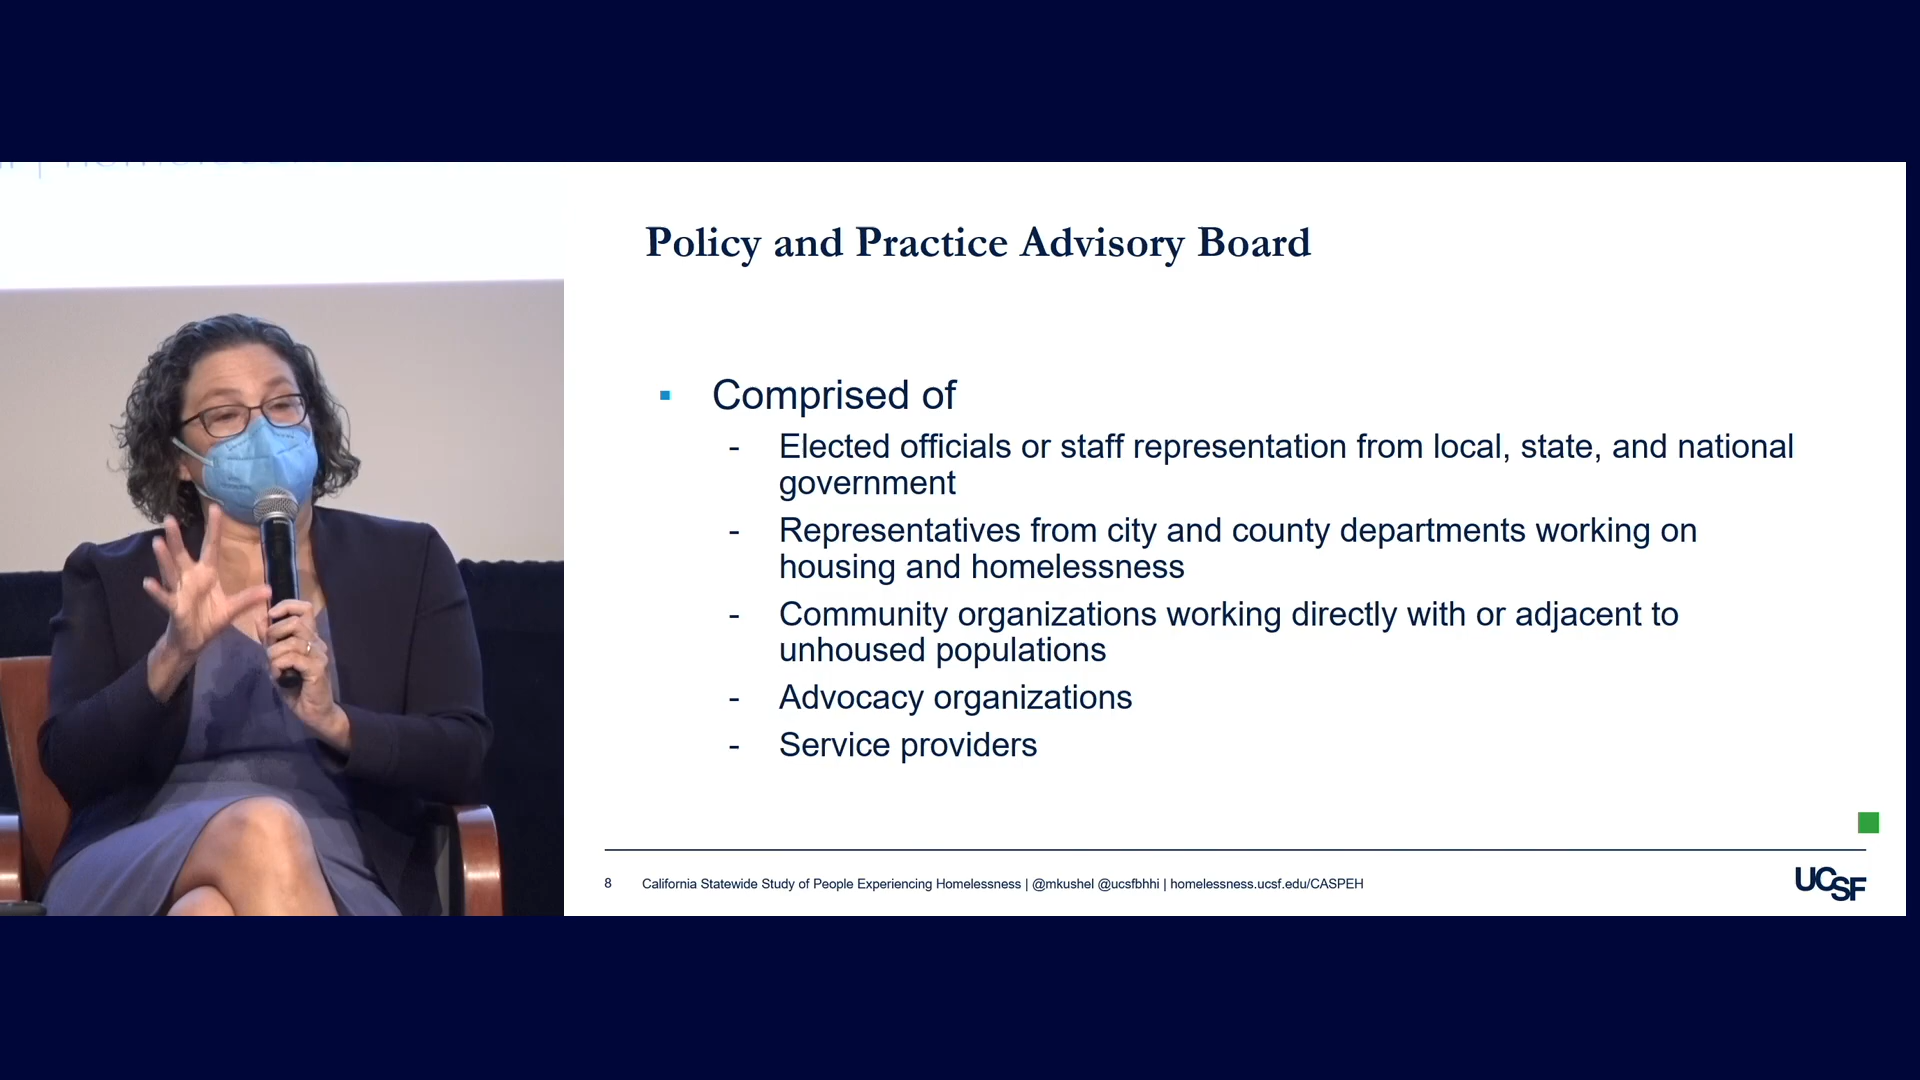 Policy and Practice Advisory Board
▪ Comprised of
- Elected officials or staff representation from local, state, and national
government
- Representatives from city and county departments working on
housing and homelessness
- Community organizations working directly with or adjacent to
unhoused populations
- Advocacy organizations
- Service providers
8 California Statewide Study of People Experiencing Homelessness | @mkushel @ucsfbhhi | homelessness.ucsf.edu/CASPEH
UCSF